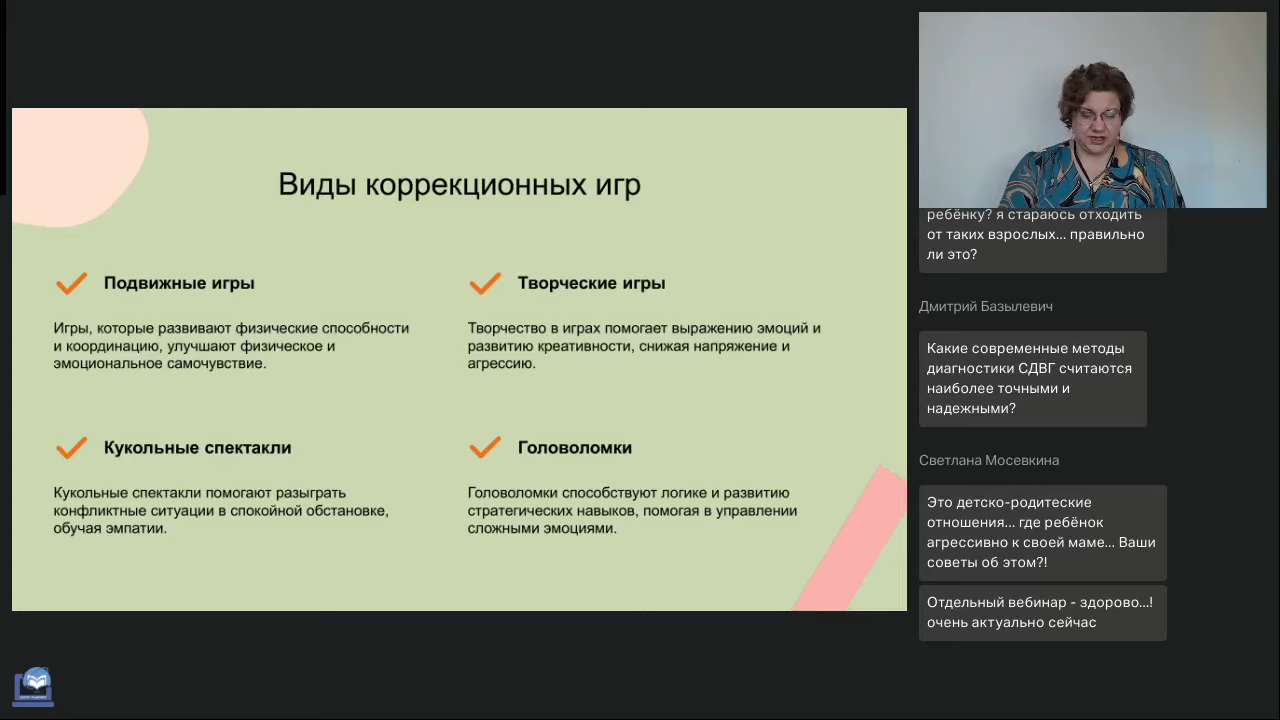 Виды коррекционных игр
Подвижные игры
Игры, которые развивают физические способности
и координацию, улучшают физическое и
эмоциональное самочувствие.
Творческие игры
Творчество в играх помогает выражению эмоций и
развитию креативности, снижая напряжение и
агрессию.
Кукольные спектакли
Кукольные спектакли помогают разыграть
конфликтные ситуации в спокойной обстановке,
обучая эмпатии.
Головоломки
Головоломки способствуют логике и развитию
стратегических навыков, помогая в управлении
сложными эмоциями.
ребёнку? я стараюсь отходить
от таких взрослых... правильно
ли это?
Дмитрий Базылевич
Какие современные методы
диагностики СДВГ считаются
наиболее точными и
надежными?
Светлана Мосевкина
Это детско-родитеские
отношения... где ребёнок
агрессивно к своей маме... Ваши
советы об этом?!
Отдельный вебинар - здорово...!
очень актуально сейчас